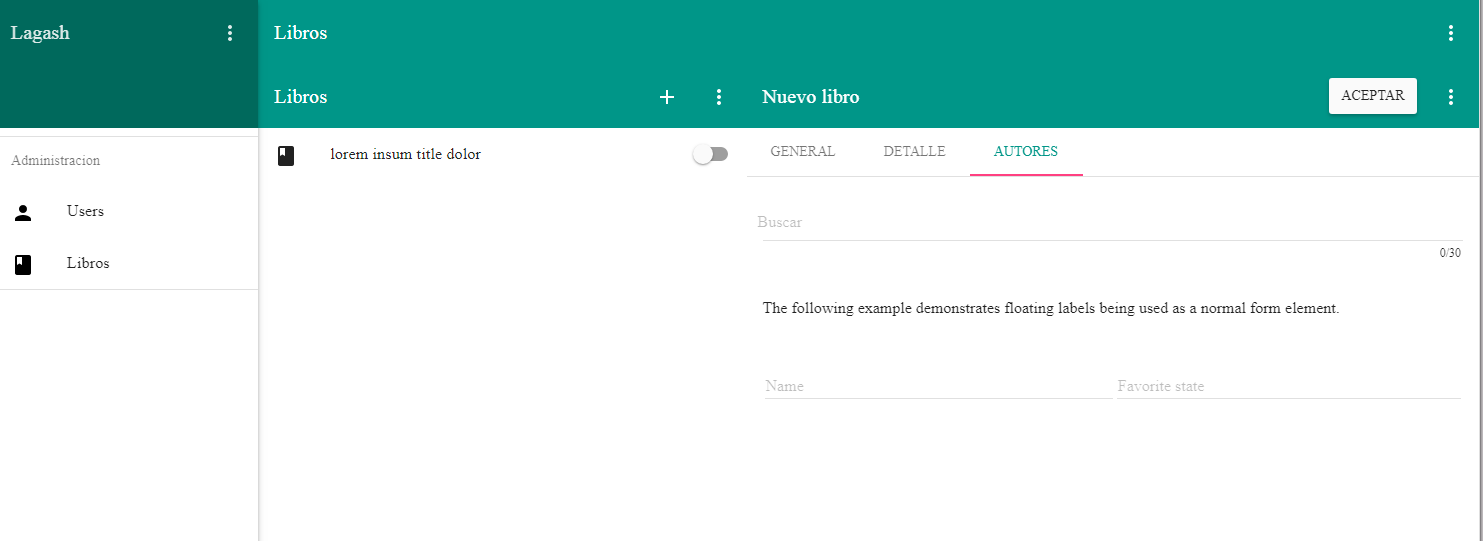 Lagash
Libros
Libros
Nuevo libro
ACEPTAR
Administracion
Users
Libros
lorem insum title dolor
GENERAL
DETALLE
AUTORES
Buscar
0/30
The following example demonstrates floating labels being used as a normal form element.
Name
Favorite state